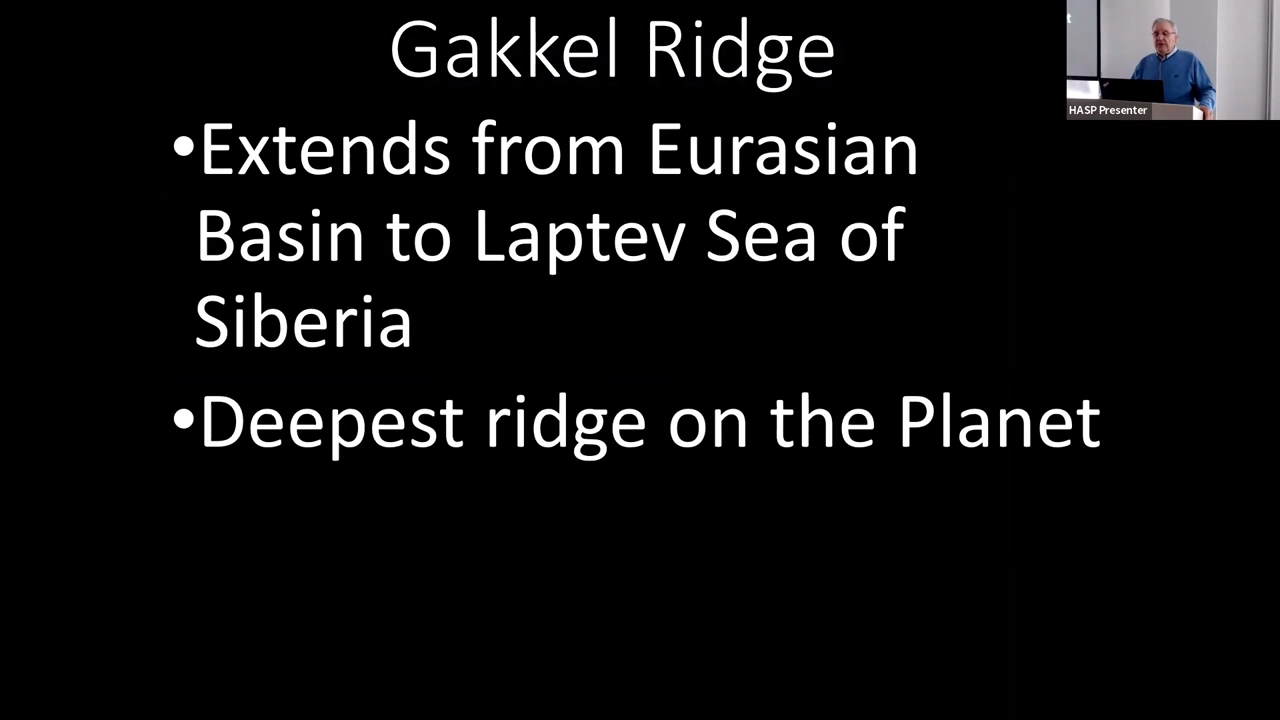 Gakkel Ridge
•Extends from Eurasian
Basin to Laptev Sea of
Siberia
•Deepest ridge on the Planet
HASP Presenter